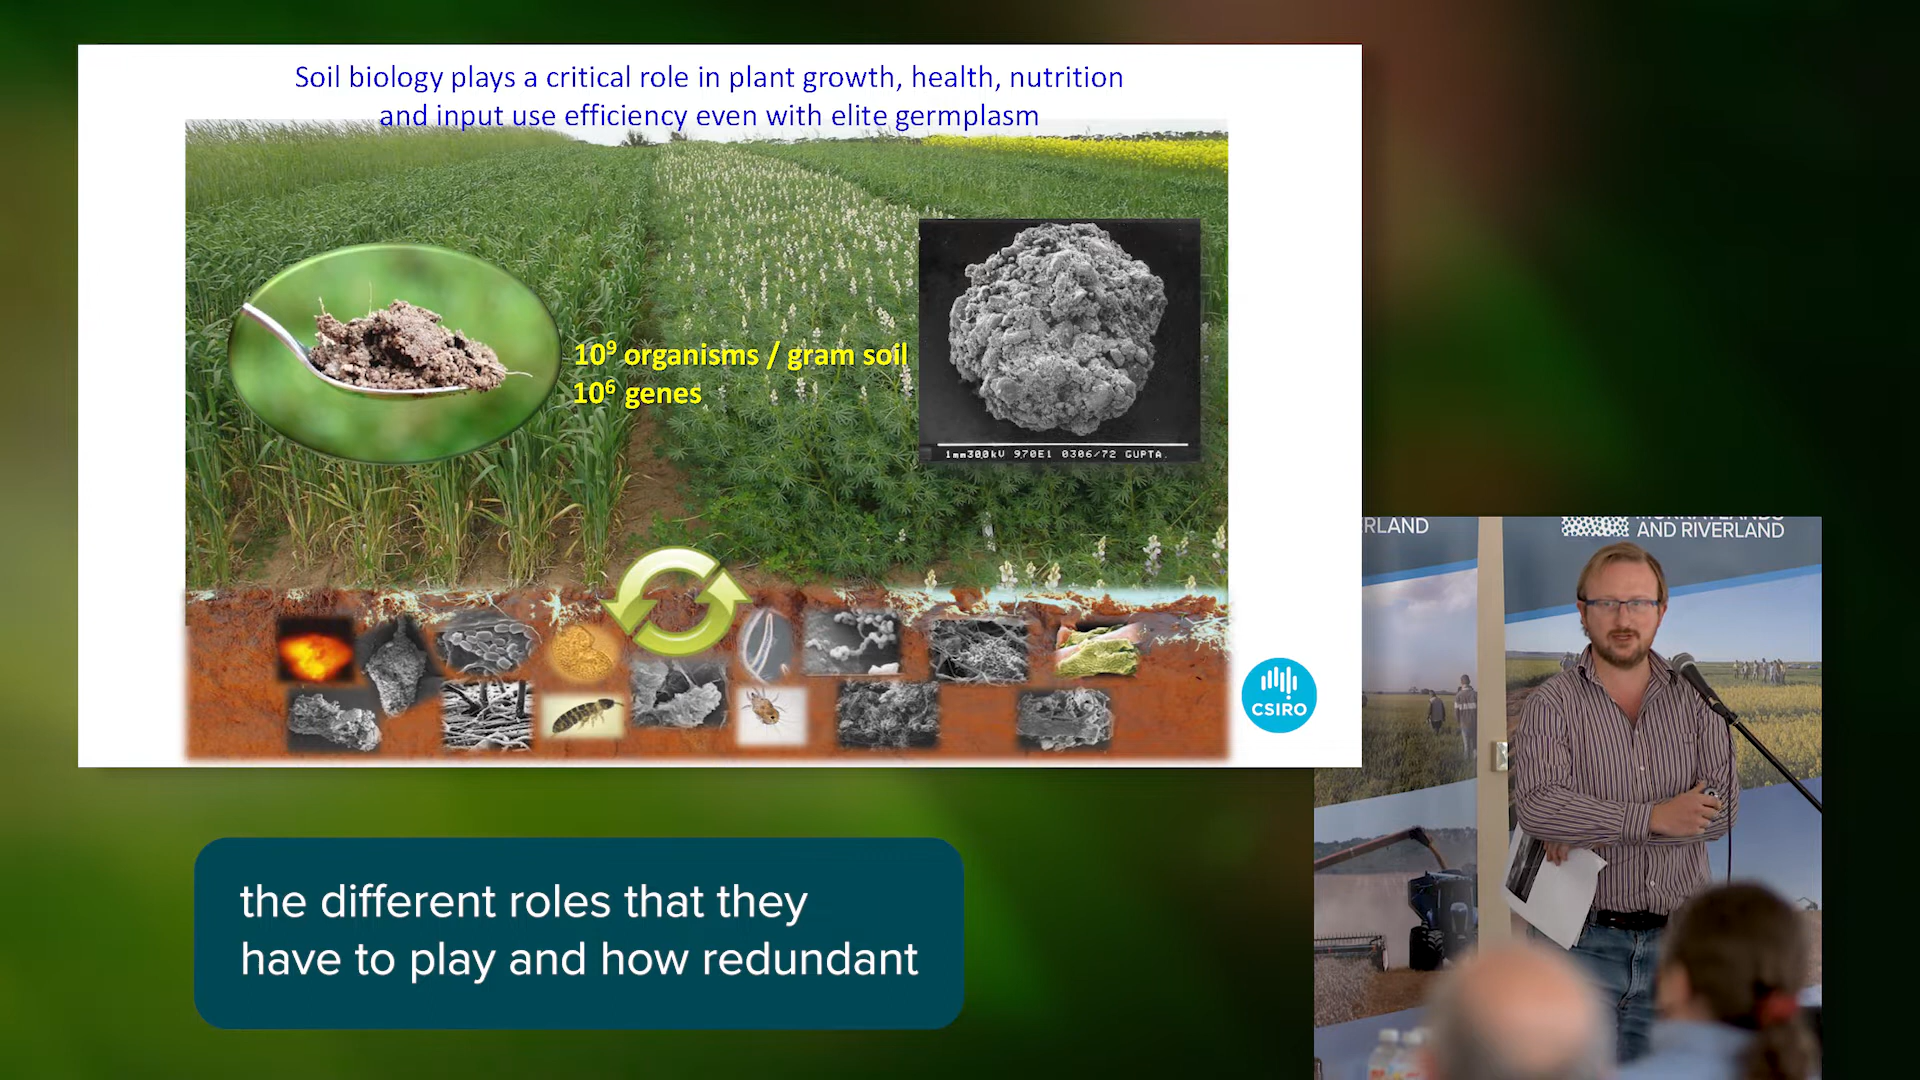 Soil biology plays a critical role in plant growth, health, nutrition
and input use efficiency even with elite germplasm
10⁹ organisms / gram soil
10⁶ genes
1mm300kV 970E1 0306/72 GUPTA.
CSIRO
RLAND
AND RIVERLAND
the different roles that they
have to play and how redundant